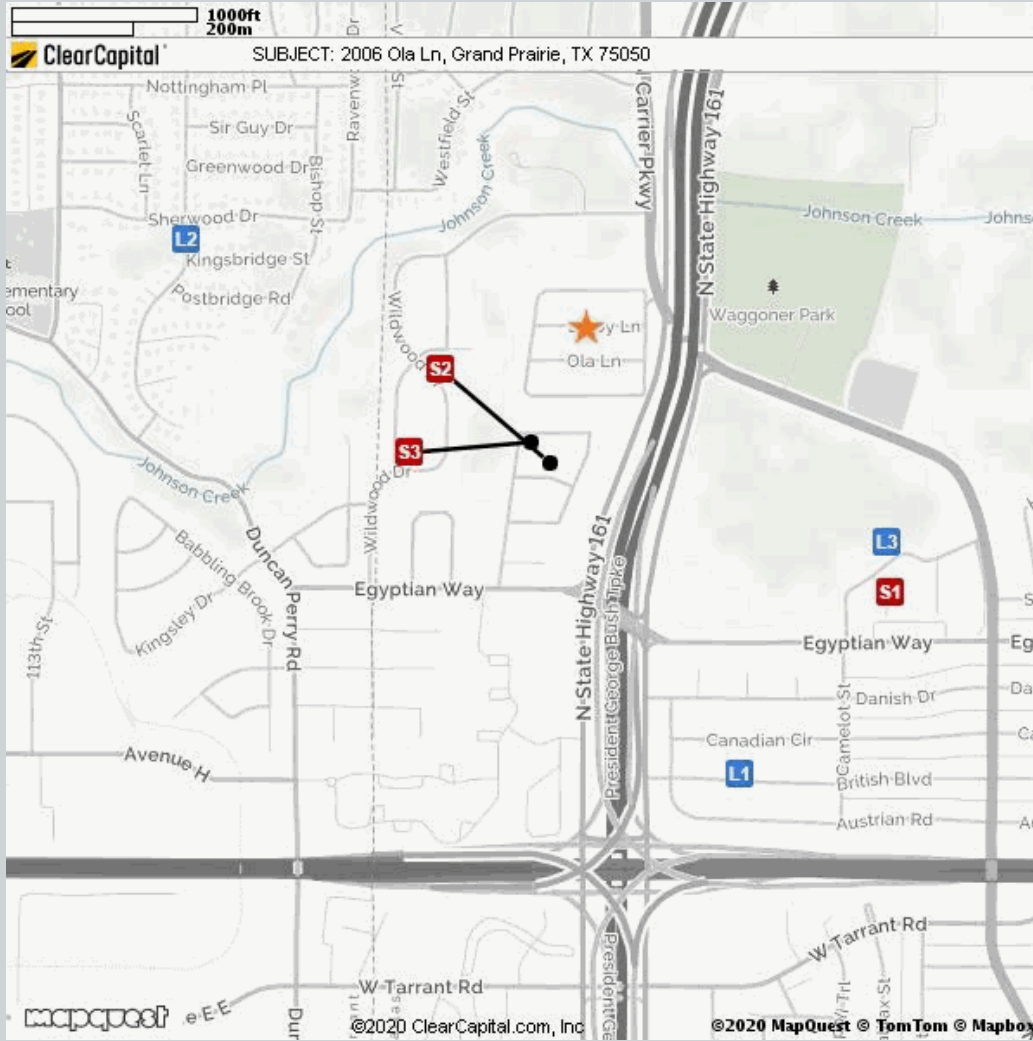 1000ft
200m
ClearCapital
SUBJECT: 2006 Ola Ln, Grand Prairie, TX 75050
Nottingham Pl
Scarlet Ln
Sir Guy Dr
Greenwood Dr
Bishop St
Westfield St
Carrier Pkwy
N State Highway 161
Johnson Creek
Sherwood Dr
Johnson Creek
L2
Kingsbridge St
Postbridge Rd
Wildwood
Waggoner Park
Ola Ln
S2
S3
Wildwood Dr
Johnson Creek
Duncan Perry Rd
Babbling Brook Dr
Kingsley Dr
113th St
Egyptian Way
N State Highway 161
President George Bush Tpke
L3
S1
Egyptian Way
Eg
Danish Dr
Da
Camelot St
Canadian Cir
L1
British Blvd
Austrian Rd
Avenue H
W Tarrant Rd
W Tarrant Rd
mapquest
©2020 ClearCapital.com, Inc
©2020 MapQuest © TomTom © Mapbox